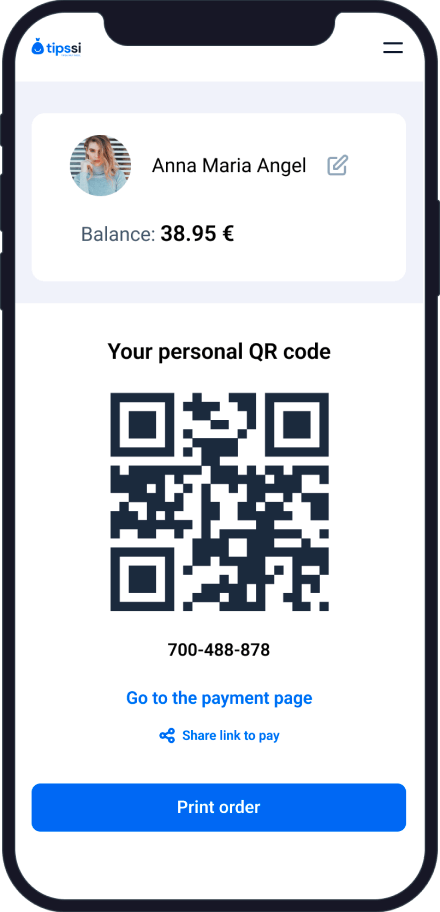 tipssi
Anna Maria Angel
Balance: 38.95 €
Your personal QR code
700-488-878
Go to the payment page
Share link to pay
Print order